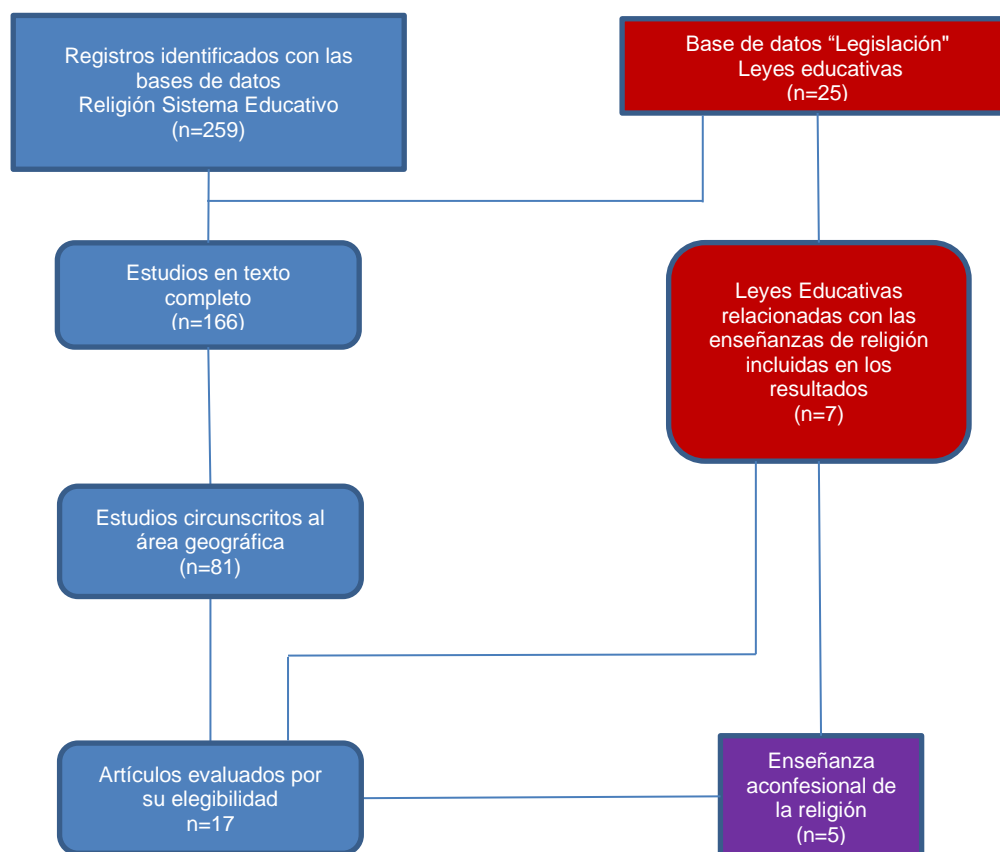 Registros identificados con las
bases de datos
Religión Sistema Educativo
(n=259)
Base de datos “Legislación"
Leyes educativas
(n=25)
Estudios en texto
completo
(n=166)
Leyes Educativas
relacionadas con las
enseñanzas de religión
incluidas en los
resultados
(n=7)
Estudios circunscritos al
área geográfica
(n=81)
Artículos evaluados por
su elegibilidad
n=17
Enseñanza
aconfesional de
la religión
(n=5)